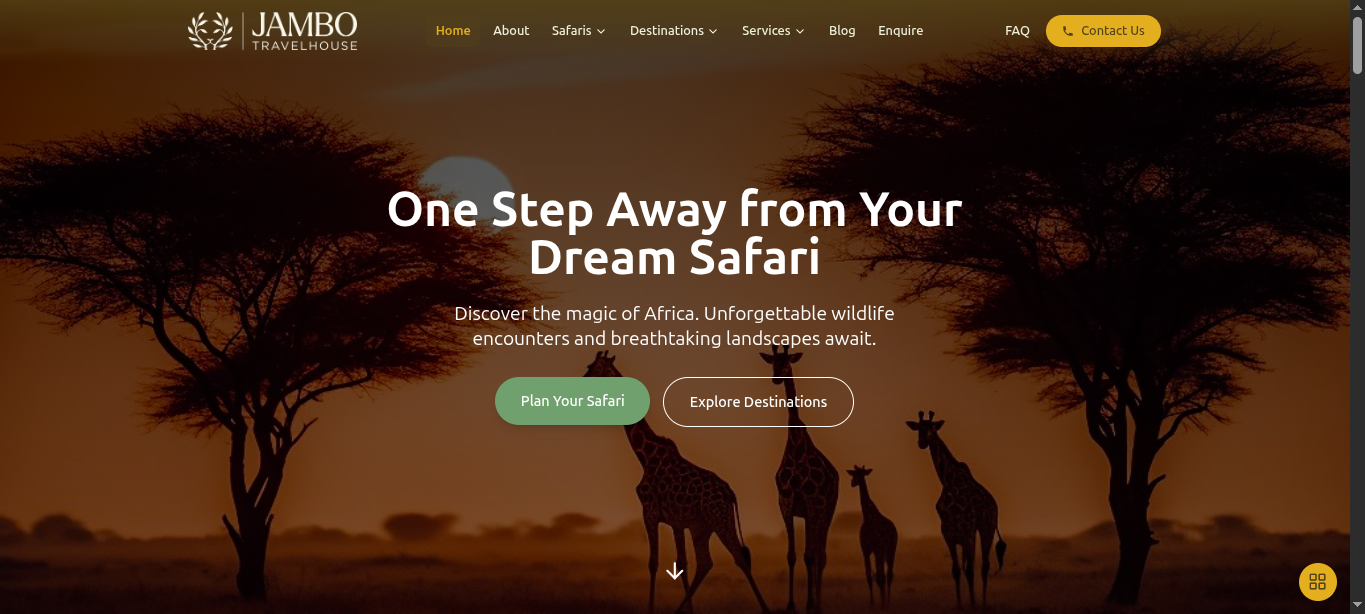 JAMBO
TRAVELHOUSE
Home About Safaris Destinations Services Blog Enquire FAQ Contact Us
One Step Away from Your
Dream Safari
Discover the magic of Africa. Unforgettable wildlife
encounters and breathtaking landscapes await.
Plan Your Safari Explore Destinations